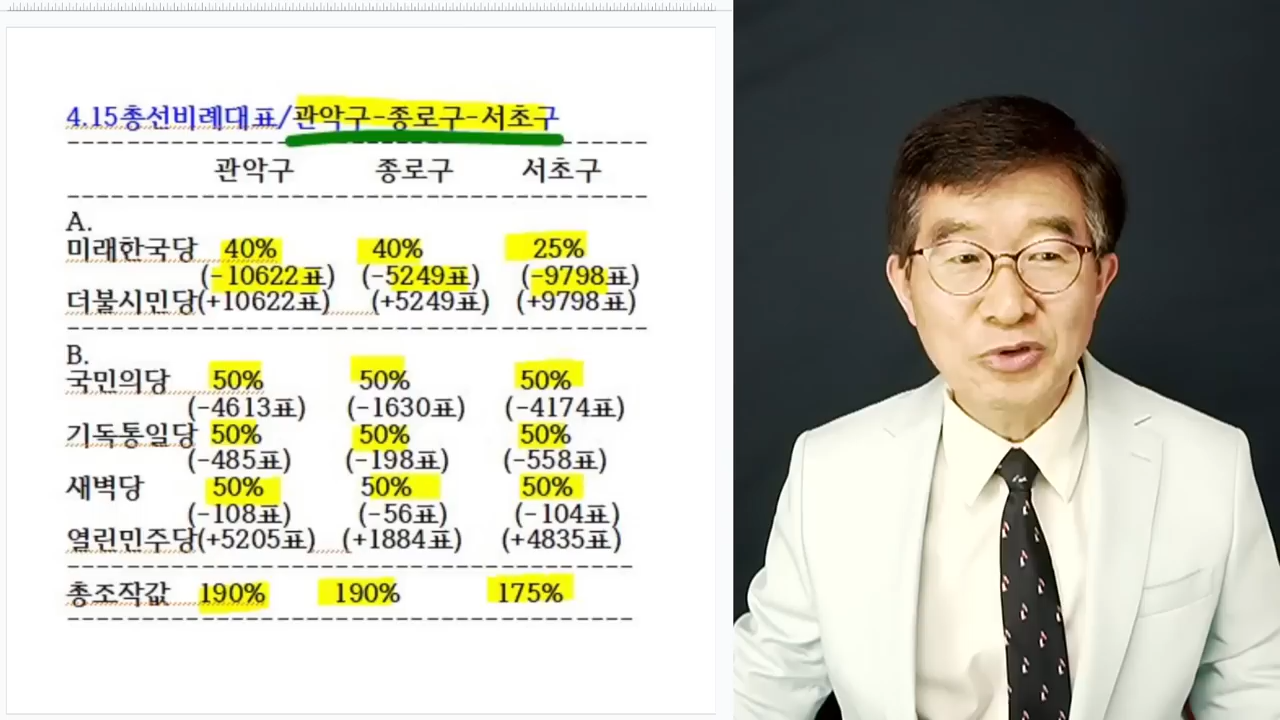 4.15총선비례대표/관악구-종로구-서초구
관악구 종로구 서초구
A.
미래한국당 40% 40% 25%
(-10622표) (-5249표) (-9798표)
더불시민당(+10622표) (+5249표) (+9798표)
B.
국민의당 50% 50% 50%
(-4613표) (-1630표) (-4174표)
기독통일당 50% 50% 50%
(-485표) (-198표) (-558표)
새벽당 50% 50% 50%
(-108표) (-56표) (-104표)
열린민주당(+5205표) (+1884표) (+4835표)
총조작값 190% 190% 175%